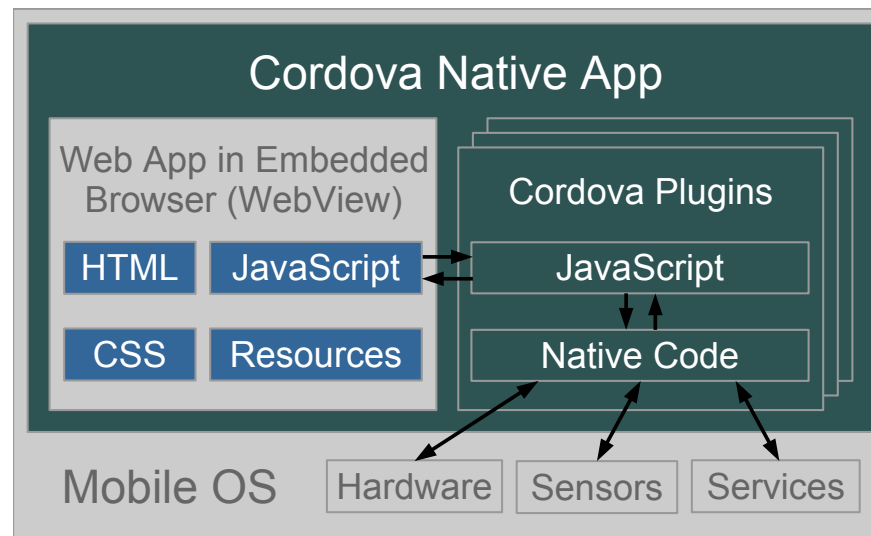 Cordova Native App
Web App in Embedded
Browser (WebView)
HTML
JavaScript
CSS
Resources
Cordova Plugins
JavaScript
Native Code
Mobile OS
Hardware
Sensors
Services